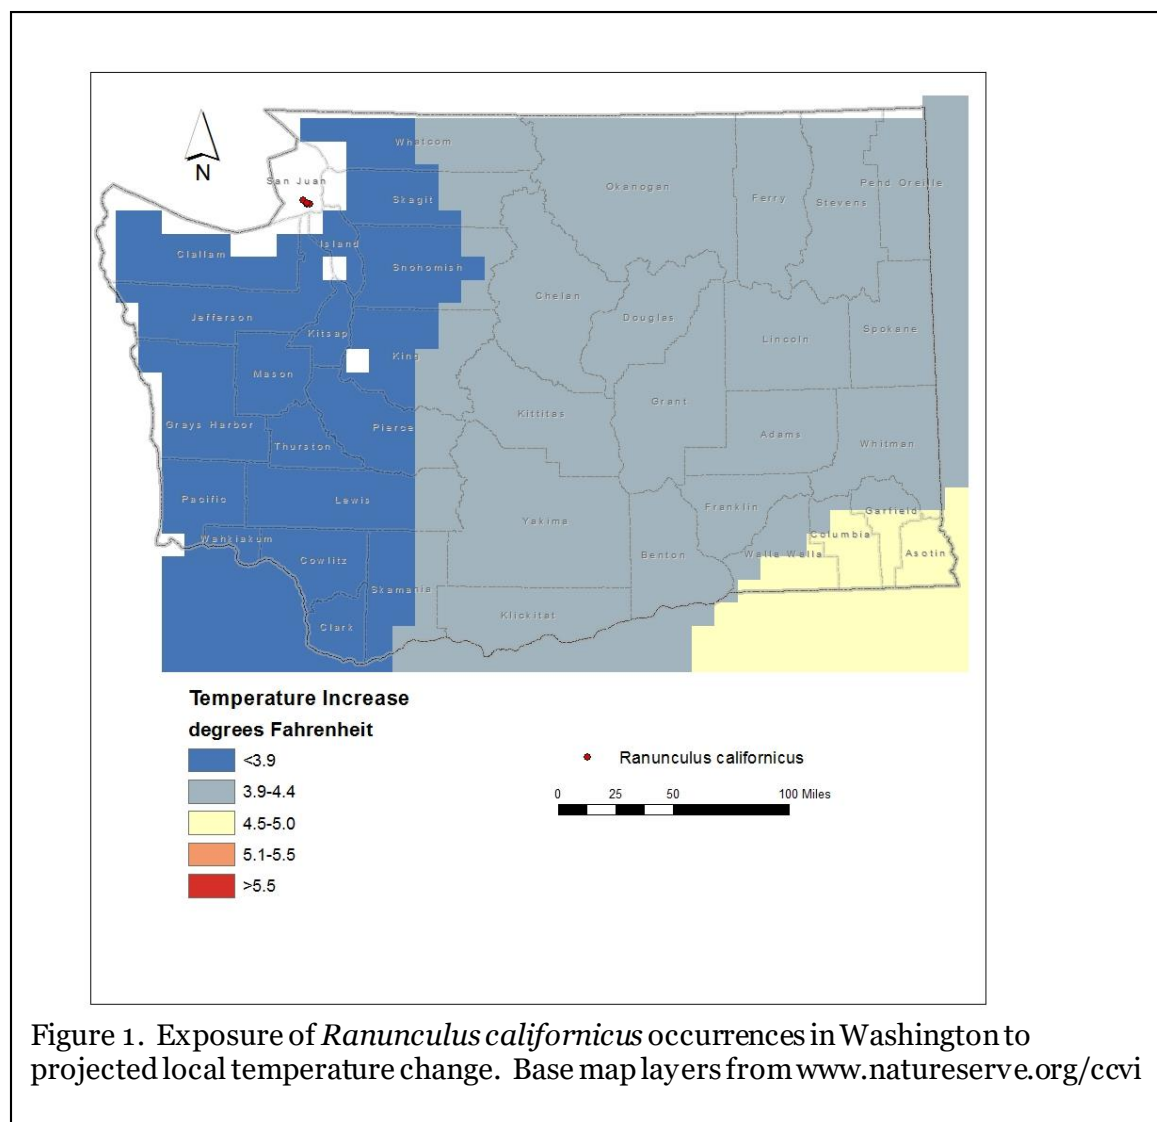 N
Whatcom
San Juan
Skagit
Okanogan
Ferry
Stevens
Pend Oreille
Island
Clallam
Snohomish
Chelan
Douglas
Jefferson
Kitsap
King
Lincoln
Spokane
Mason
Grays Harbor
Kittitas
Grant
Pierce
Thurston
Adams
Whitman
Pacific
Lewis
Yakima
Franklin
Garfield
Wahkiakum
Cowlitz
Benton
Walla Walla
Columbia
Asotin
Skamania
Klickitat
Clark
Temperature Increase
degrees Fahrenheit
<3.9
3.9-4.4
4.5-5.0
5.1-5.5
>5.5
Ranunculus californicus
0 25 50 100 Miles
Figure 1. Exposure of Ranunculus californicus occurrences in Washington to
projected local temperature change. Base map layers from www.natureserve.org/ccvi